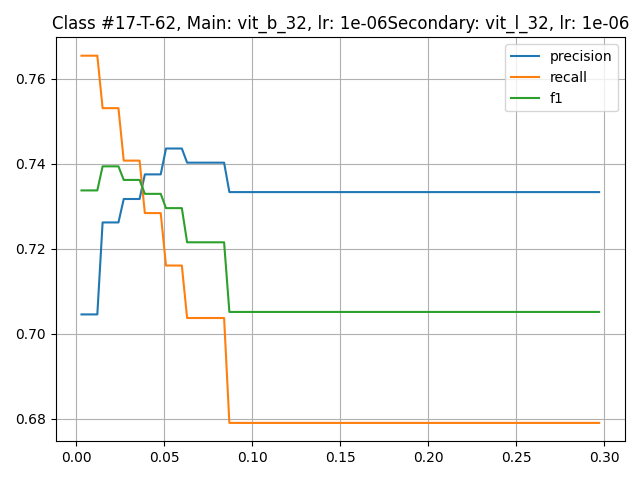 Class #17-T-62, Main: vit_b_32, lr: 1e-06Secondary: vit_l_32, lr: 1e-06
precision
recall
f1
0.76
0.74
0.72
0.70
0.68
0.00 0.05 0.10 0.15 0.20 0.25 0.30